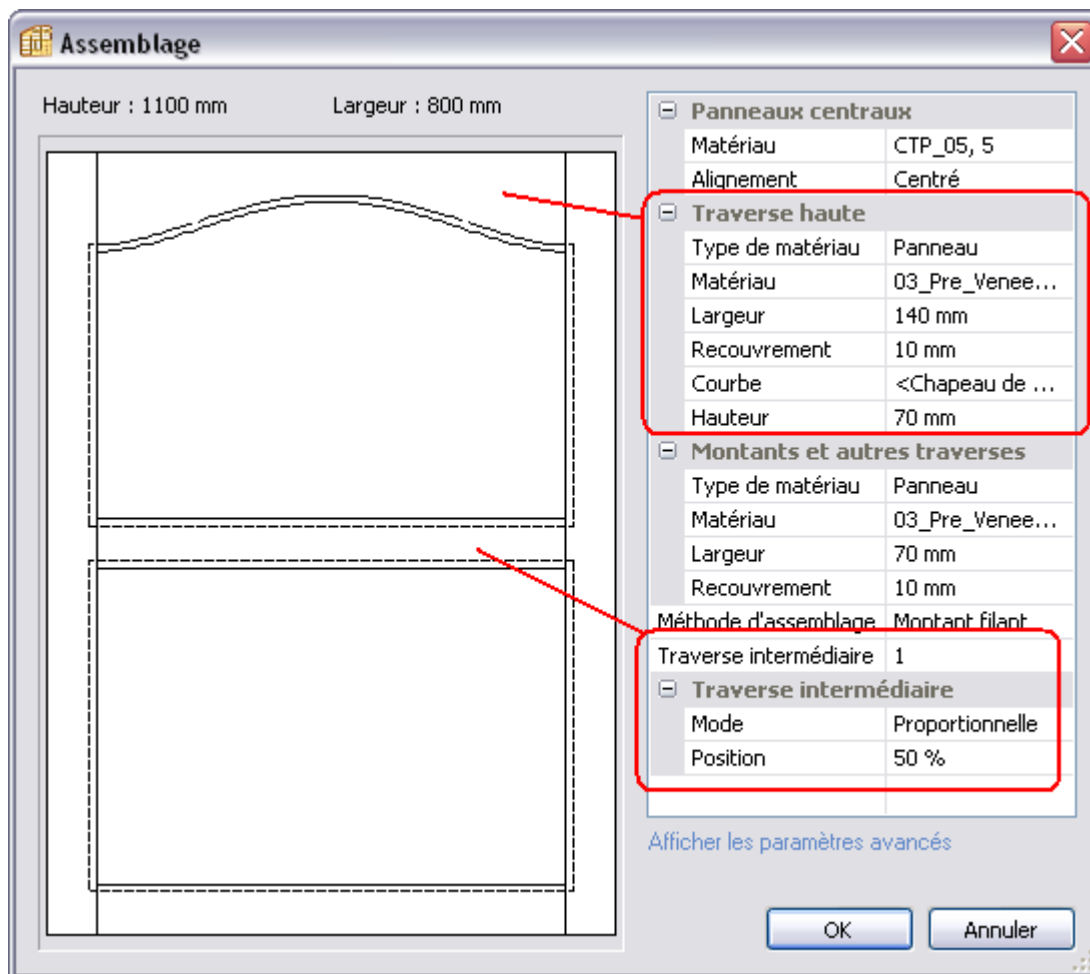 Assemblage
Hauteur : 1100 mm Largeur : 800 mm
Panneaux centraux
Matériau CTP_05, 5
Alignement Centré
Traverse haute
Type de matériau Panneau
Matériau 03_Pre_Venee...
Largeur 140 mm
Recouvrement 10 mm
Courbe <Chapeau de ...
Hauteur 70 mm
Montants et autres traverses
Type de matériau Panneau
Matériau 03_Pre_Venee...
Largeur 70 mm
Recouvrement 10 mm
Méthode d'assemblage Montant filant
Traverse intermédiaire 1
Traverse intermédiaire
Mode Proportionnelle
Position 50 %
Afficher les paramètres avancés
OK Annuler